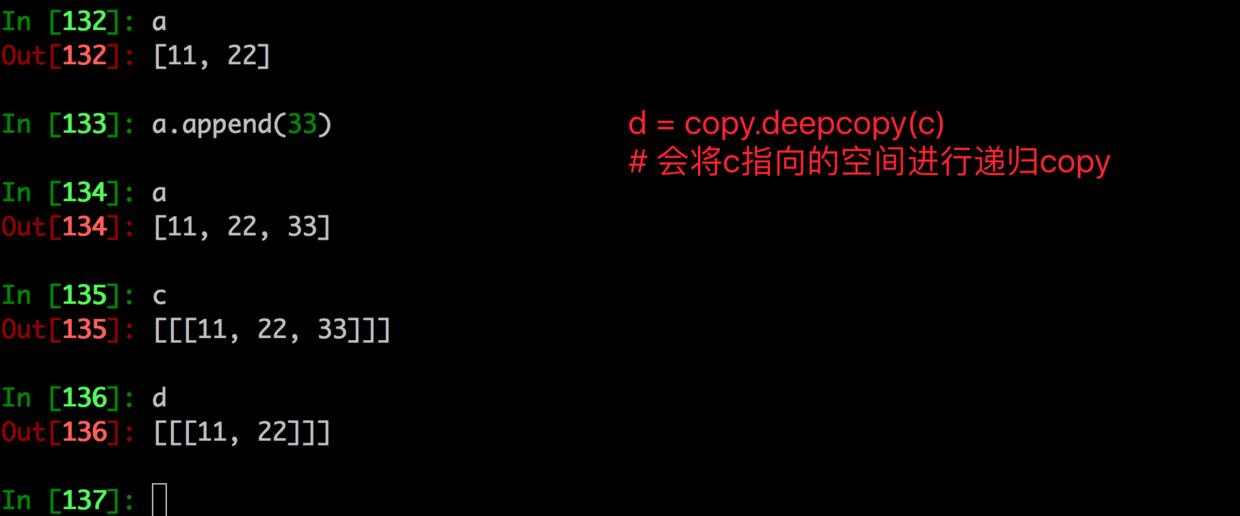 In [132]: a
Out[132]: [11, 22]
In [133]: a.append(33)
d = copy.deepcopy(c)
# 会将c指向的空间进行递归copy
In [134]: a
Out[134]: [11, 22, 33]
In [135]: c
Out[135]: [[[11, 22, 33]]]
In [136]: d
Out[136]: [[[11, 22]]]
In [137]: